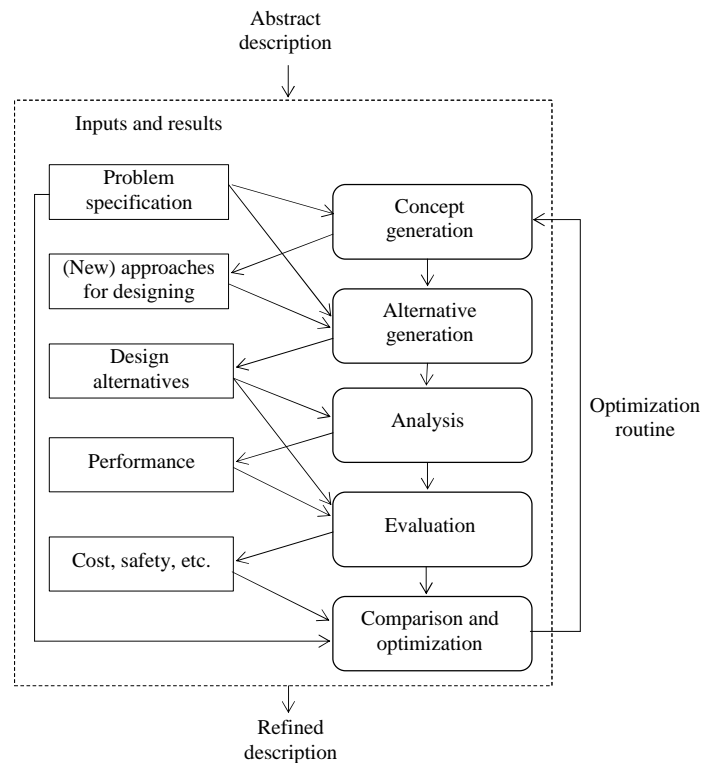 Abstract
description
Inputs and results
Problem
specification
Concept
generation
(New) approaches
for designing
Alternative
generation
Design
alternatives
Analysis
Optimization
routine
Performance
Evaluation
Cost, safety, etc.
Comparison and
optimization
Refined
description